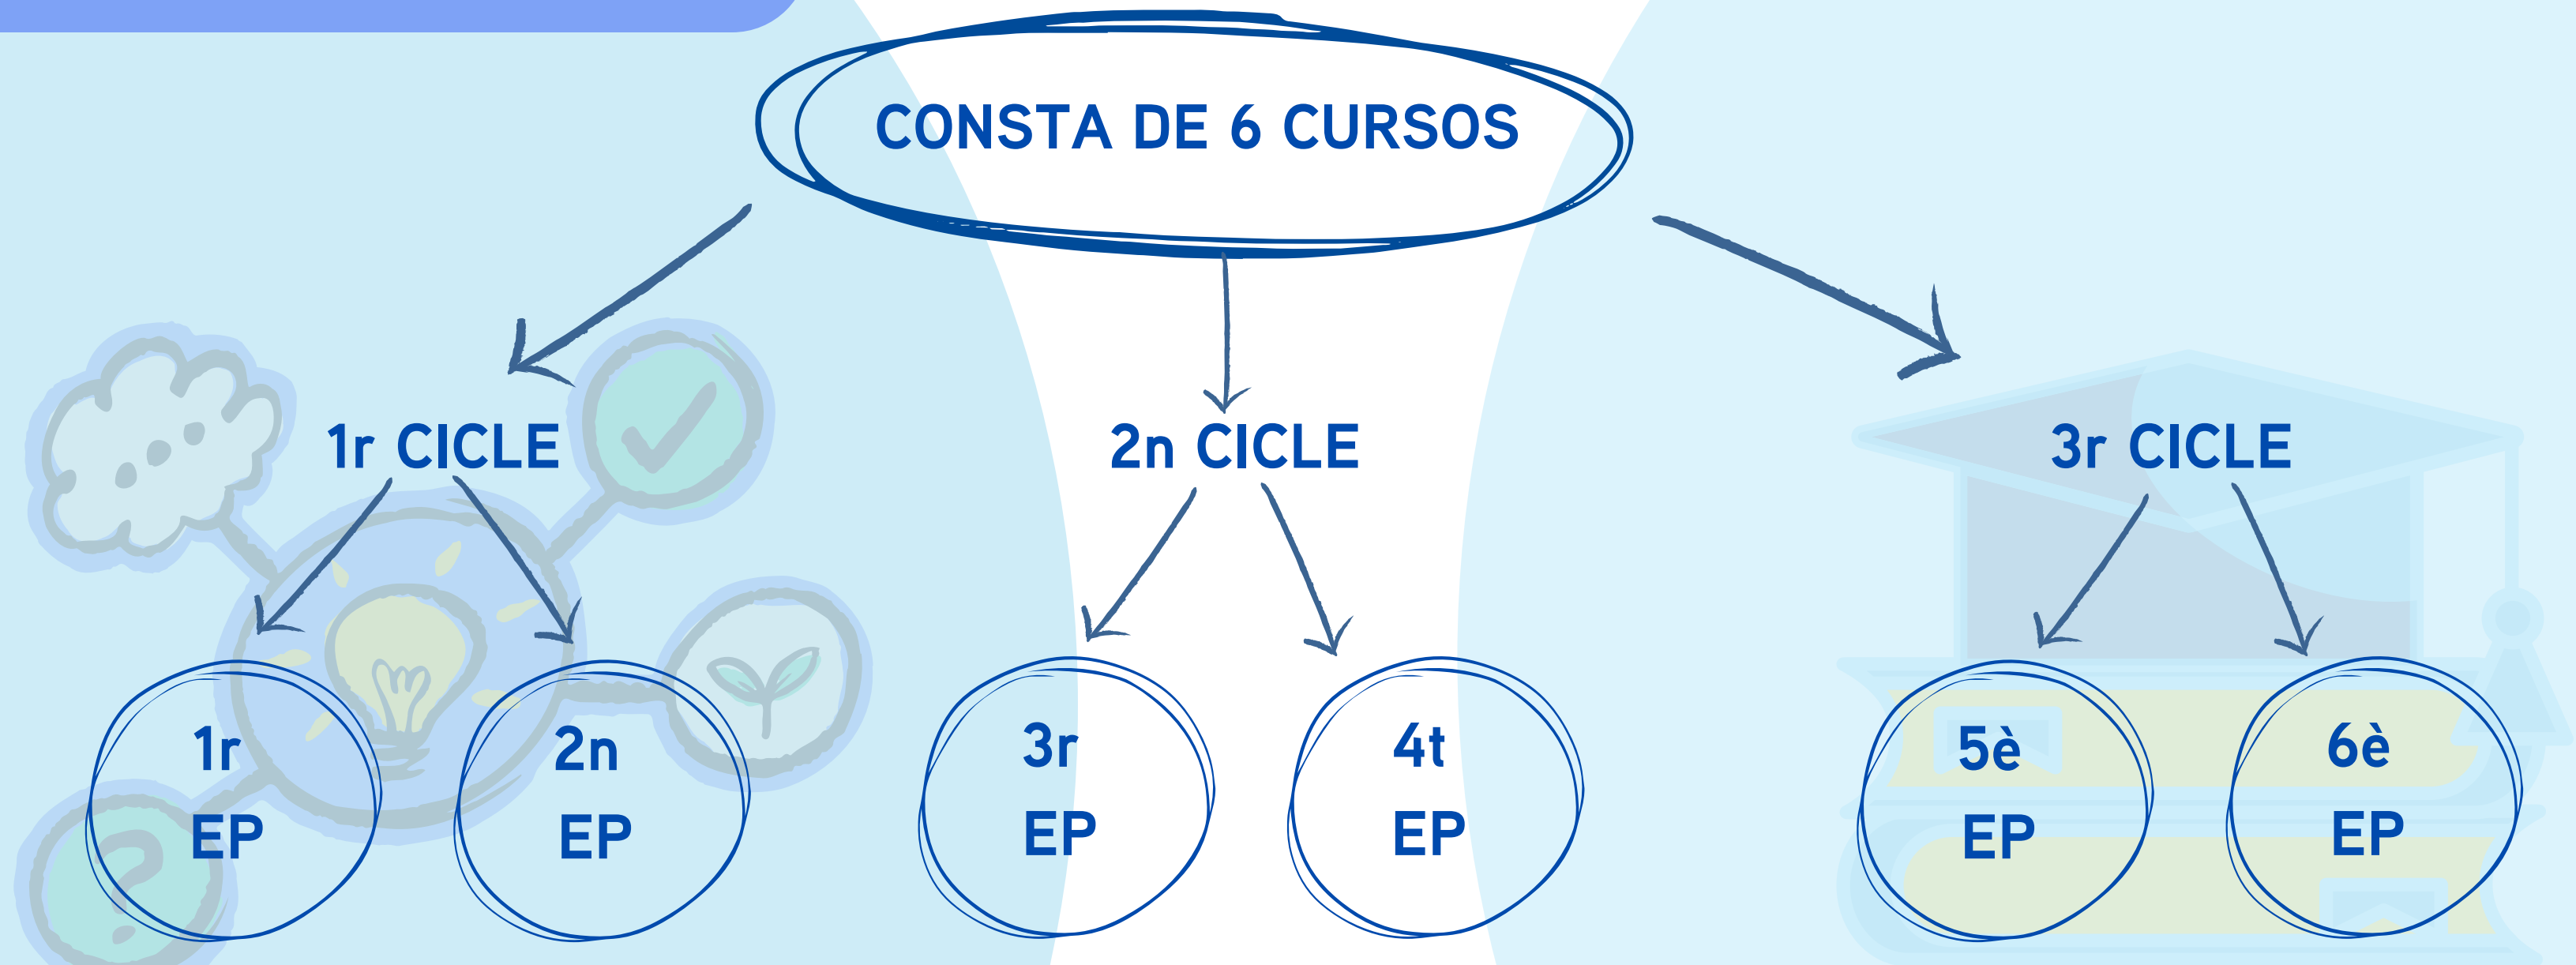 CONSTA DE 6 CURSOS
1r CICLE
2n CICLE
3r CICLE
1r
EP
2n
EP
3r
EP
4t
EP
5è
EP
6è
EP